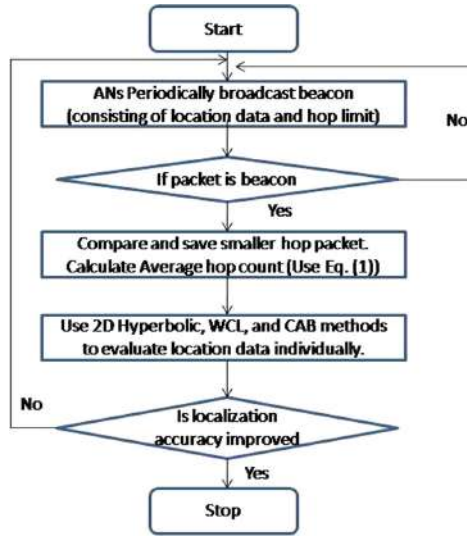 Start
ANs Periodically broadcast beacon
(consisting of location data and hop limit)
No
If packet is beacon
Yes
Compare and save smaller hop packet.
Calculate Average hop count (Use Eq. (1))
Use 2D Hyperbolic, WCL, and CAB methods
to evaluate location data individually.
No
Is localization
accuracy improved
Yes
Stop